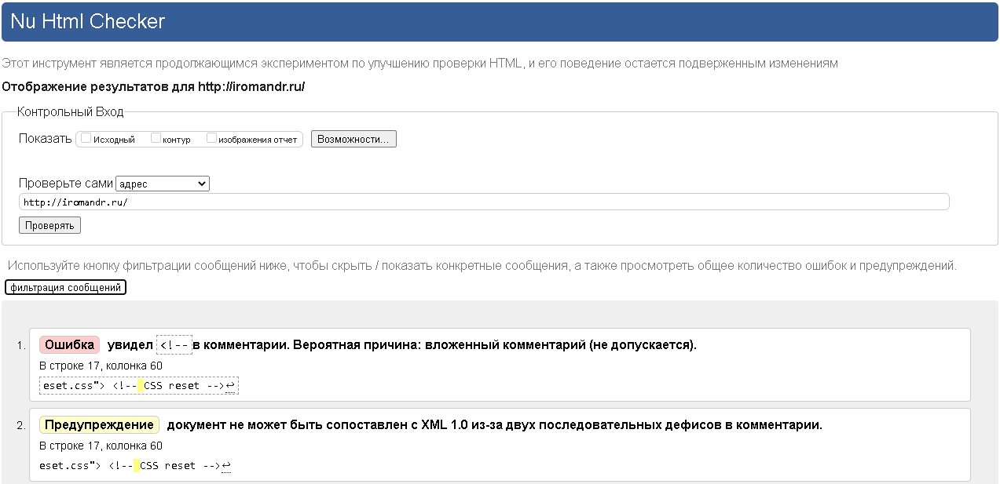 Nu Html Checker
Этот инструмент является продолжающимся экспериментом по улучшению проверки HTML, и его поведение остается подверженным изменениям
Отображение результатов для http://iromandr.ru/
Контрольный Вход
Показать Исходный контур изображения отчет Возможности...
Проверьте сами адрес
http://iromandr.ru/
Проверять
Используйте кнопку фильтрации сообщений ниже, чтобы скрыть / показать конкретные сообщения, а также просмотреть общее количество ошибок и предупреждений.
фильтрация сообщений
1. Ошибка увидел <!-- в комментарии. Вероятная причина: вложенный комментарий (не допускается).
В строке 17, колонка 60
eset.css"> <!-- CSS reset -->↩
2. Предупреждение документ не может быть сопоставлен с XML 1.0 из-за двух последовательных дефисов в комментарии.
В строке 17, колонка 60
eset.css"> <!-- CSS reset -->↩